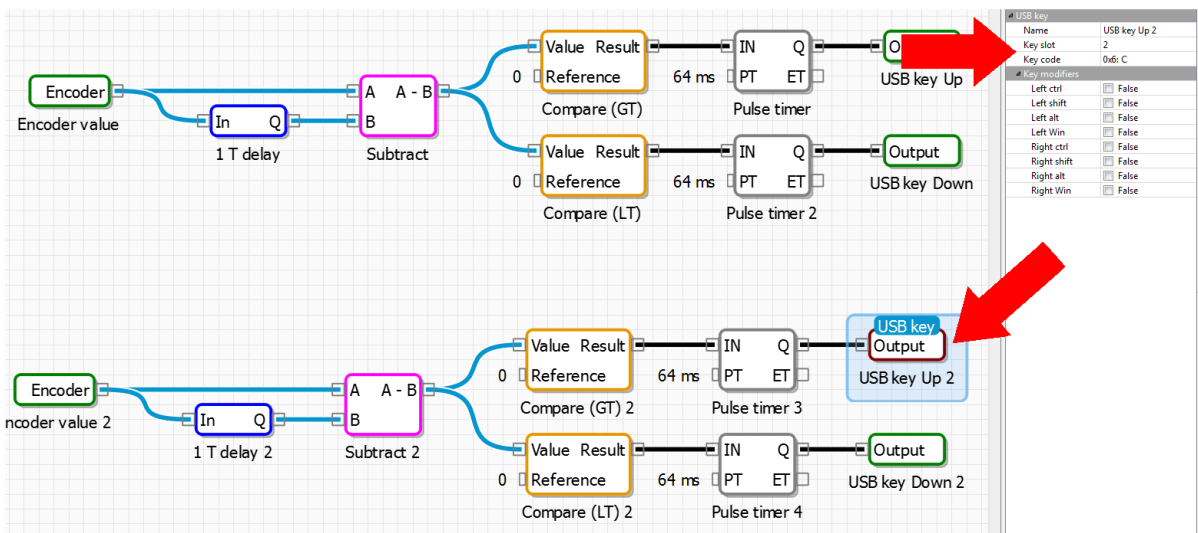 Encoder
Encoder value
In Q
1 T delay
A A - B
B
Subtract
Value Result
0 Reference
Compare (GT)
IN Q
64 ms PT ET
Pulse timer
O
USB key Up
Value Result
0 Reference
Compare (LT)
IN Q
64 ms PT ET
Pulse timer 2
Output
USB key Down
USB key
Name USB key Up 2
Key slot 2
Key code 0x6: C
Key modifiers
Left ctrl False
Left shift False
Left alt False
Left Win False
Right ctrl False
Right shift False
Right alt False
Right Win False
Encoder
ncoder value 2
In Q
1 T delay 2
A A - B
B
Subtract 2
Value Result
0 Reference
Compare (GT) 2
IN Q
64 ms PT ET
Pulse timer 3
USB key
Output
USB key Up 2
Value Result
0 Reference
Compare (LT) 2
IN Q
64 ms PT ET
Pulse timer 4
Output
USB key Down 2